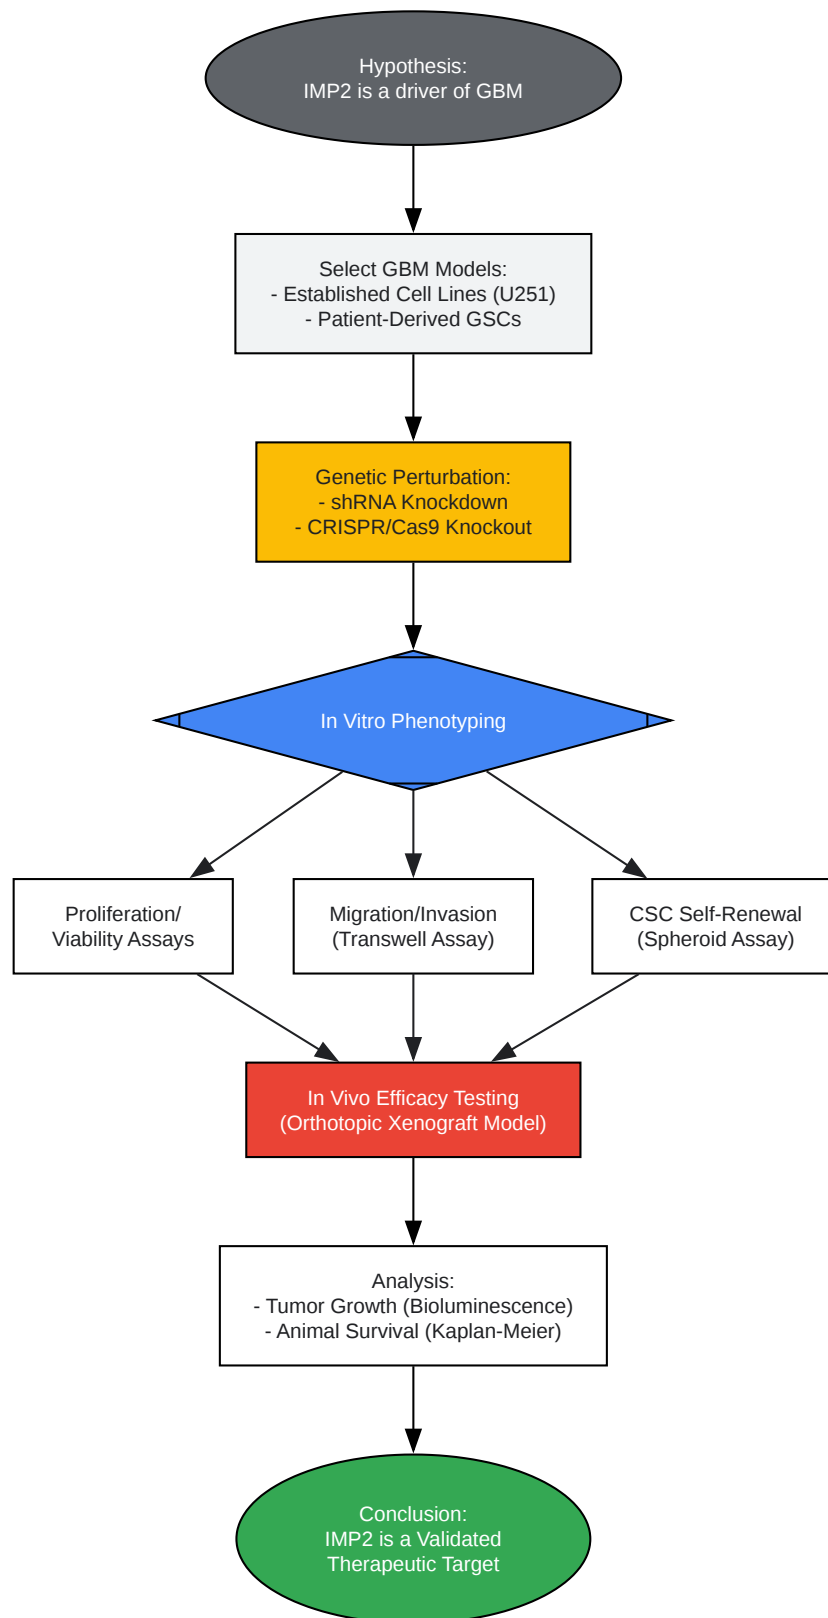 Hypothesis:
IMP2 is a driver of GBM
Select GBM Models:
- Established Cell Lines (U251)
- Patient-Derived GSCs
Genetic Perturbation:
- shRNA Knockdown
- CRISPR/Cas9 Knockout
In Vitro Phenotyping
Proliferation/
Viability Assays
Migration/Invasion
(Transwell Assay)
CSC Self-Renewal
(Spheroid Assay)
In Vivo Efficacy Testing
(Orthotopic Xenograft Model)
Analysis:
- Tumor Growth (Bioluminescence)
- Animal Survival (Kaplan-Meier)
Conclusion:
IMP2 is a Validated
Therapeutic Target